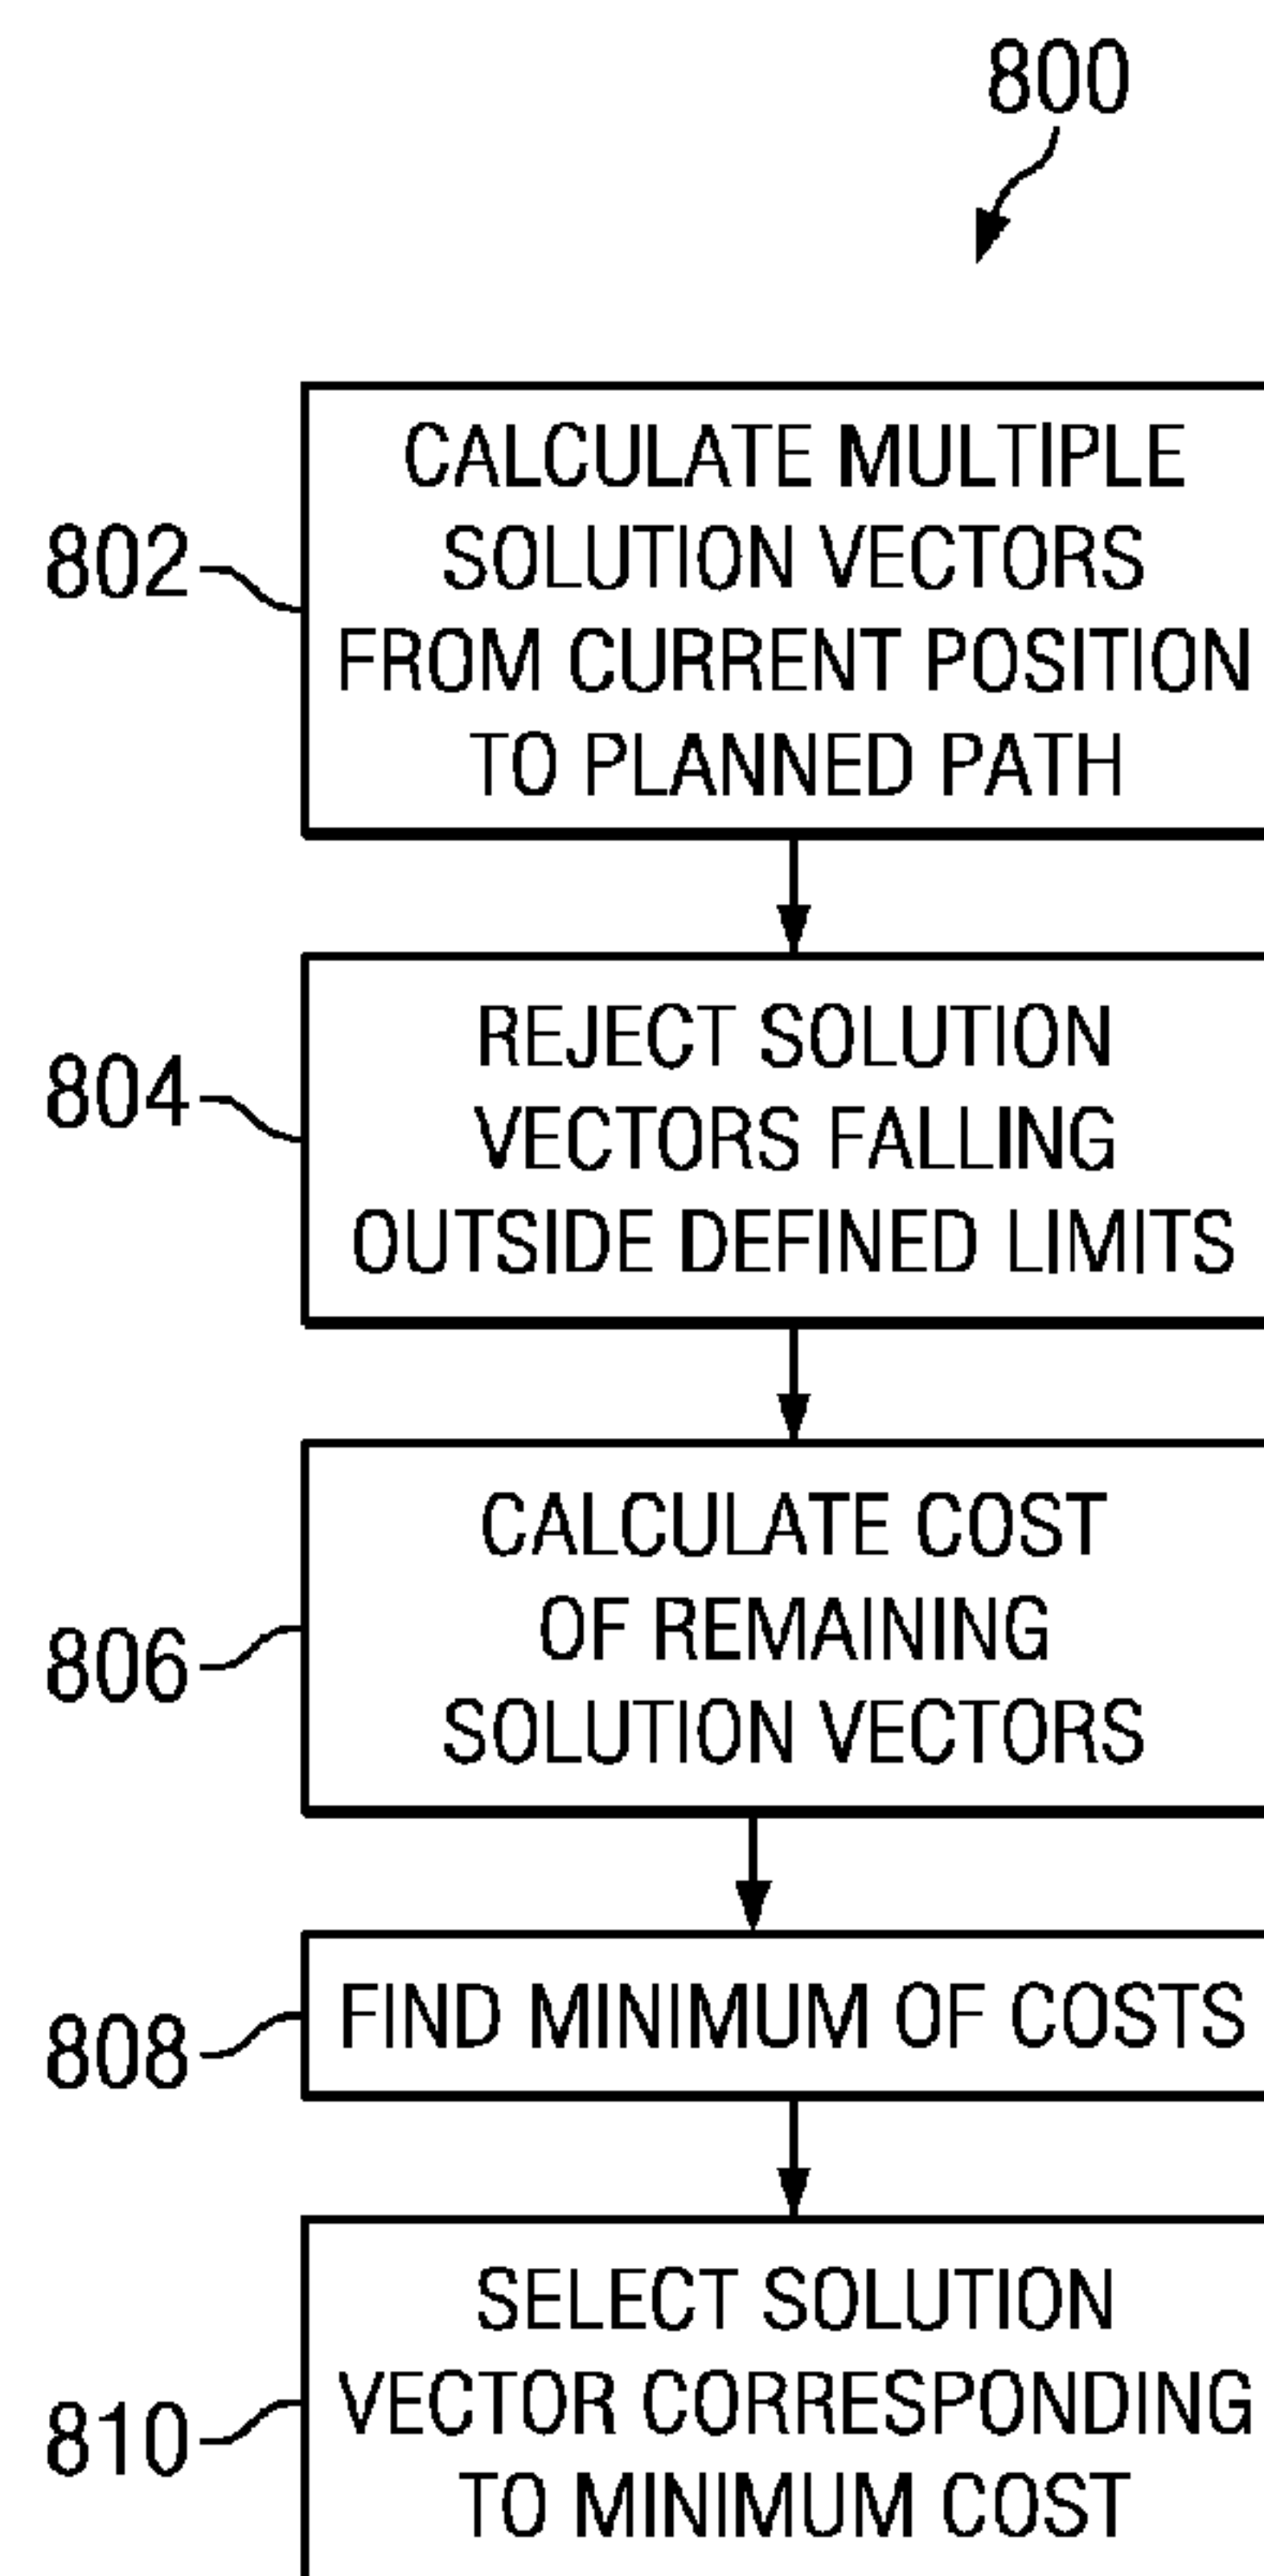 800
802
CALCULATE MULTIPLE
SOLUTION VECTORS
FROM CURRENT POSITION
TO PLANNED PATH
804
REJECT SOLUTION
VECTORS FALLING
OUTSIDE DEFINED LIMITS
806
CALCULATE COST
OF REMAINING
SOLUTION VECTORS
808
FIND MINIMUM OF COSTS
810
SELECT SOLUTION
VECTOR CORRESPONDING
TO MINIMUM COST